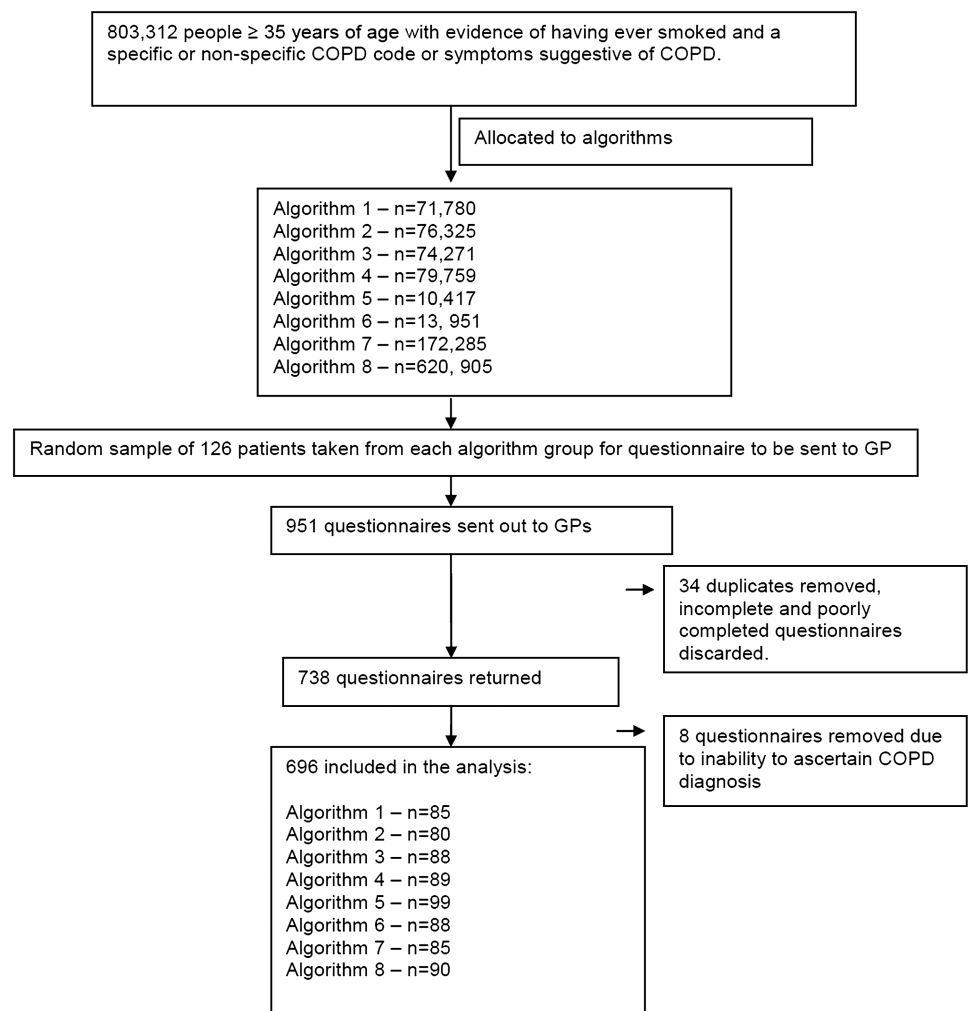 803,312 people ≥ 35 years of age with evidence of having ever smoked and a
specific or non-specific COPD code or symptoms suggestive of COPD.
Allocated to algorithms
Algorithm 1 – n=71,780
Algorithm 2 – n=76,325
Algorithm 3 – n=74,271
Algorithm 4 – n=79,759
Algorithm 5 – n=10,417
Algorithm 6 – n=13, 951
Algorithm 7 – n=172,285
Algorithm 8 – n=620, 905
Random sample of 126 patients taken from each algorithm group for questionnaire to be sent to GP
951 questionnaires sent out to GPs
34 duplicates removed,
incomplete and poorly
completed questionnaires
discarded.
738 questionnaires returned
8 questionnaires removed due
to inability to ascertain COPD
diagnosis
696 included in the analysis:
Algorithm 1 – n=85
Algorithm 2 – n=80
Algorithm 3 – n=88
Algorithm 4 – n=89
Algorithm 5 – n=99
Algorithm 6 – n=88
Algorithm 7 – n=85
Algorithm 8 – n=90